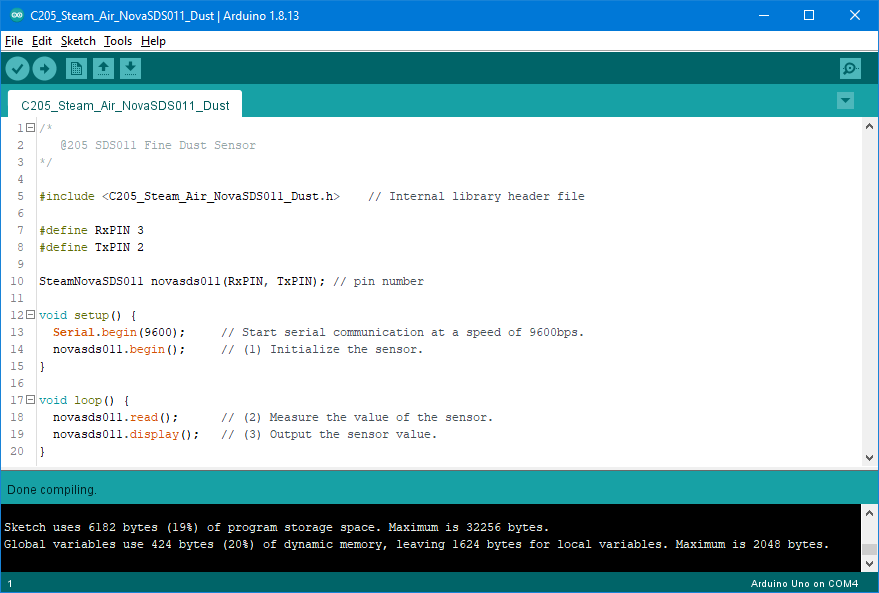 C205_Steam_Air_NovaSDS011_Dust | Arduino 1.8.13
File Edit Sketch Tools Help
C205_Steam_Air_NovaSDS011_Dust
1 /*
2 @205 SDS011 Fine Dust Sensor
3 */
4
5 #include <C205_Steam_Air_NovaSDS011_Dust.h> // Internal library header file
6
7 #define RxPIN 3
8 #define TxPIN 2
9
10 SteamNovaSDS011 novasds011(RxPIN, TxPIN); // pin number
11
12 void setup() {
13 Serial.begin(9600); // Start serial communication at a speed of 9600bps.
14 novasds011.begin(); // (1) Initialize the sensor.
15 }
16
17 void loop() {
18 novasds011.read(); // (2) Measure the value of the sensor.
19 novasds011.display(); // (3) Output the sensor value.
20 }
Done compiling.
Sketch uses 6182 bytes (19%) of program storage space. Maximum is 32256 bytes.
Global variables use 424 bytes (20%) of dynamic memory, leaving 1624 bytes for local variables. Maximum is 2048 bytes.
1 Arduino Uno on COM4